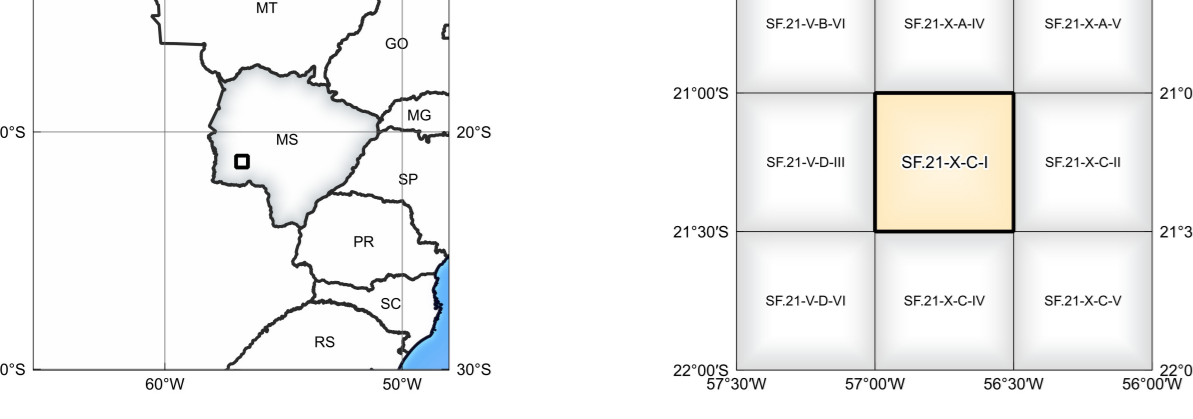 MT
GO
MG
MS
SP
PR
SC
RS
0°S
20°S
0°S
30°S
60°W
50°W
SF.21-V-B-VI
SF.21-X-A-IV
SF.21-X-A-V
21°00'S
21°0
SF.21-V-D-III
SF.21-X-C-I
SF.21-X-C-II
21°30'S
21°3
SF.21-V-D-VI
SF.21-X-C-IV
SF.21-X-C-V
22°00'S
22°0
57°30'W
57°00'W
56°30'W
56°00'W